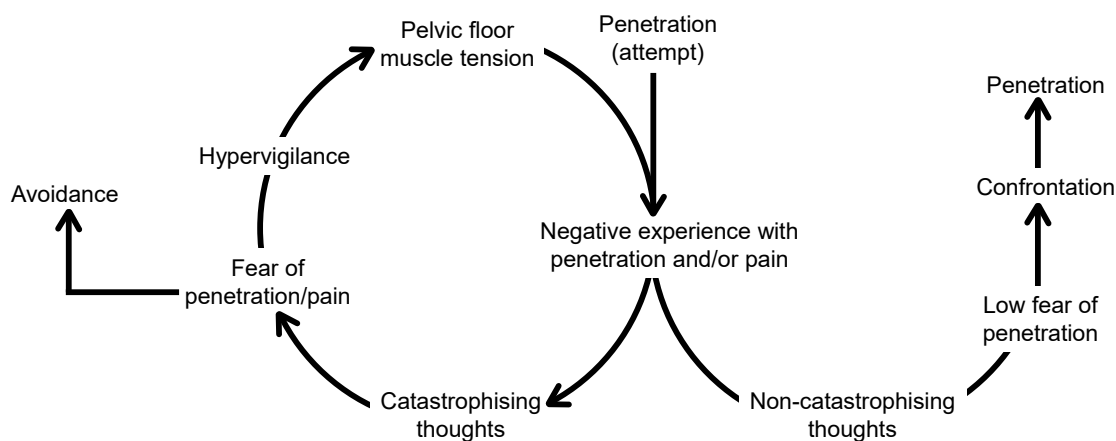 Pelvic floor
muscle tension
Penetration
(attempt)
Penetration
Hypervigilance
Avoidance
Confrontation
Negative experience with
penetration and/or pain
Fear of
penetration/pain
Low fear of
penetration
Catastrophising
thoughts
Non-catastrophising
thoughts